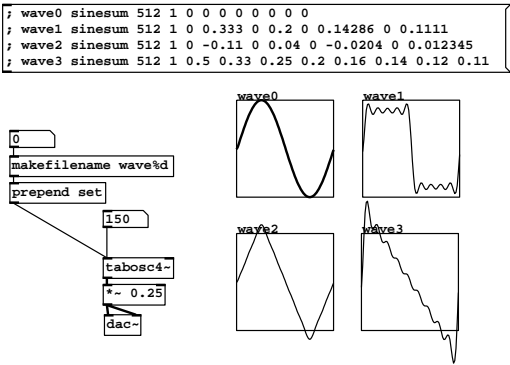 ; wave0 sinesum 512 1 0 0 0 0 0 0 0 0
; wave1 sinesum 512 1 0 0.333 0 0.2 0 0.14286 0 0.1111
; wave2 sinesum 512 1 0 -0.11 0 0.04 0 -0.0204 0 0.012345
; wave3 sinesum 512 1 0.5 0.33 0.25 0.2 0.16 0.14 0.12 0.11
wave0
wave1
0
makefilename wave%d
prepend set
150
wave2
wave3
tabosc4~
*~ 0.25
dac~